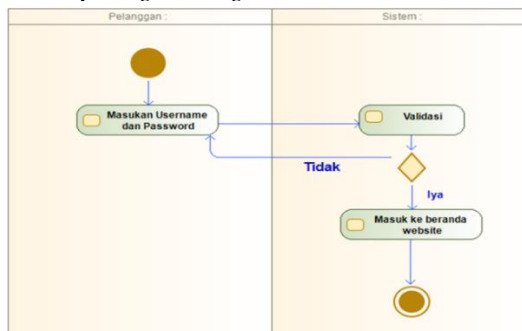 Pelanggan :
Sistem :
Masukan Username
dan Password
Validasi
Tidak
Iya
Masuk ke beranda
website